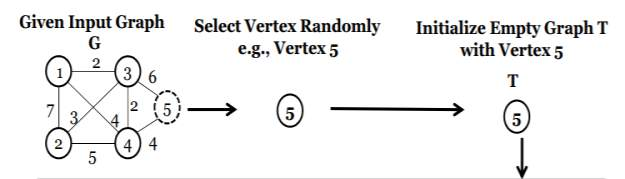 Given Input Graph
G
Select Vertex Randomly
e.g., Vertex 5
Initialize Empty Graph T
with Vertex 5
T
1
2
3
6
7
3
4
2
5
2
5
4
4
5
5